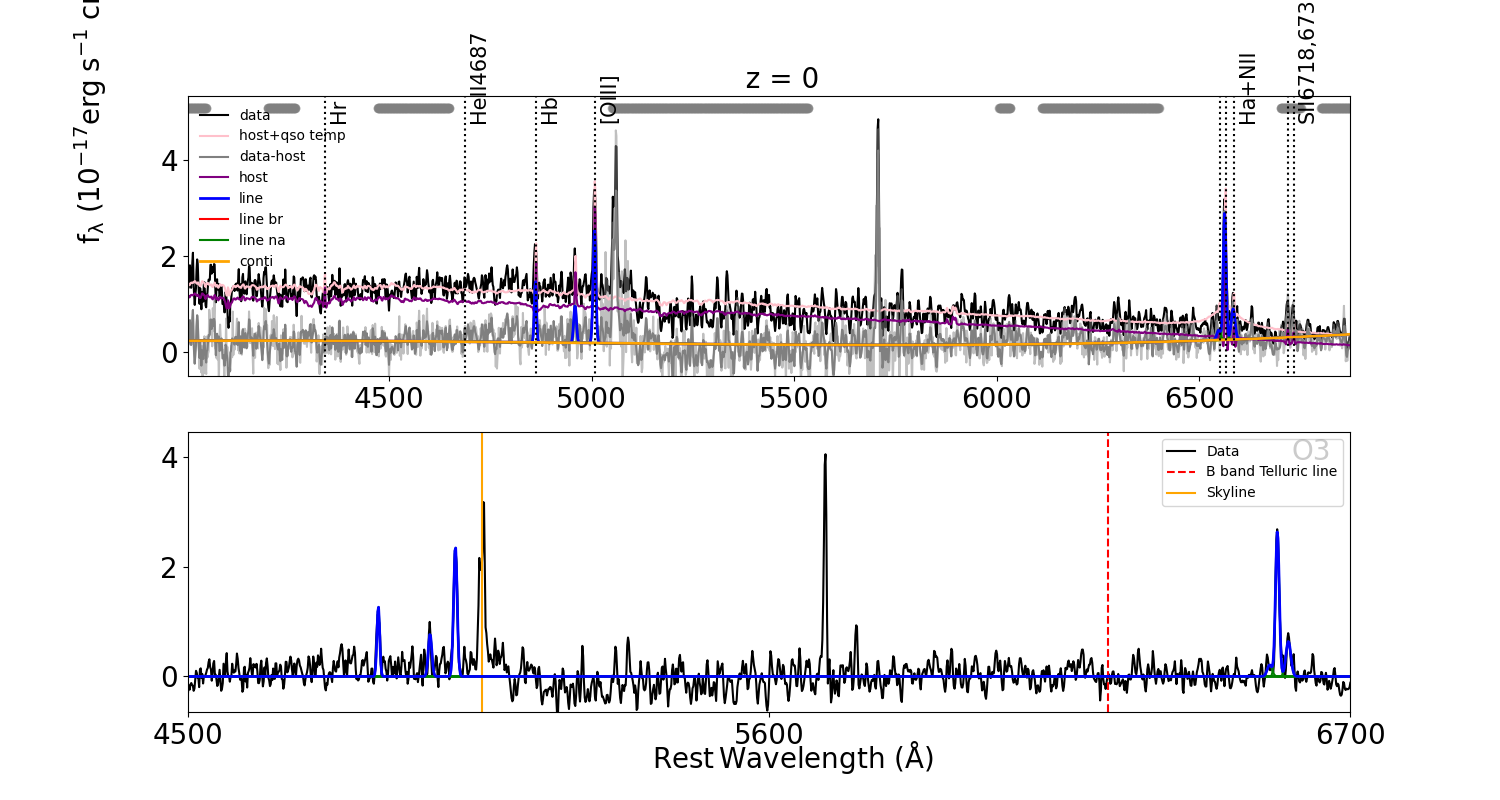 z = 0
f_λ (10⁻¹⁷erg s⁻¹ c
data
host+qso temp
data-host
host
line
line br
line na
conti
Hr
HeII4687
Hb
[OIII]
Ha+NII
SII6718,673
4
2
0
4500
5000
5500
6000
6500
O3
Data
B band Telluric line
Skyline
4
2
0
4500
5600
6700
Rest Wavelength (Å)